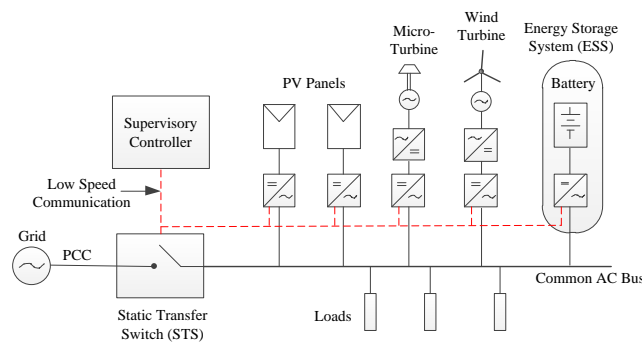 Micro-
Turbine
Wind
Turbine
Energy Storage
System (ESS)
PV Panels
Battery
Supervisory
Controller
Low Speed
Communication
Grid
PCC
Common AC Bus
Static Transfer
Switch (STS)
Loads